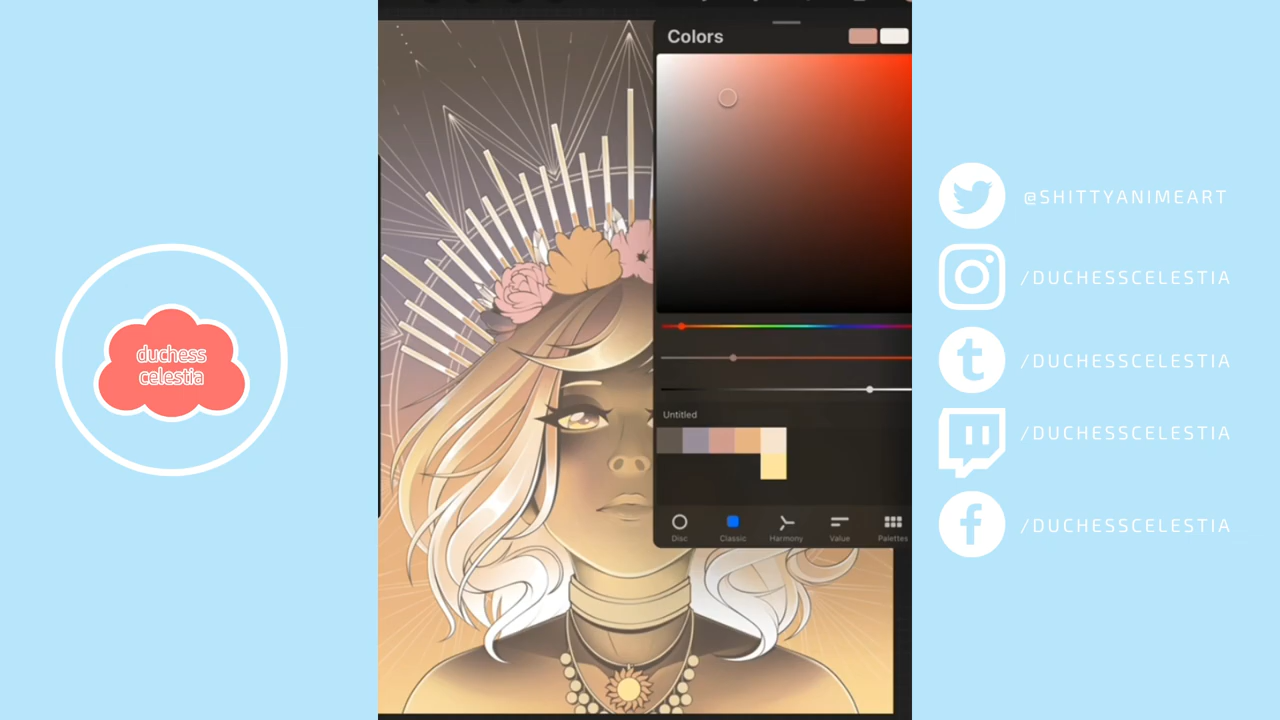 duchess
celestia
Colors
Untitled
Disc
Classic
Harmony
Value
Palettes
@SHITTYANIMEART
/DUCHESSCELESTIA
/DUCHESSCELESTIA
/DUCHESSCELESTIA
/DUCHESSCELESTIA